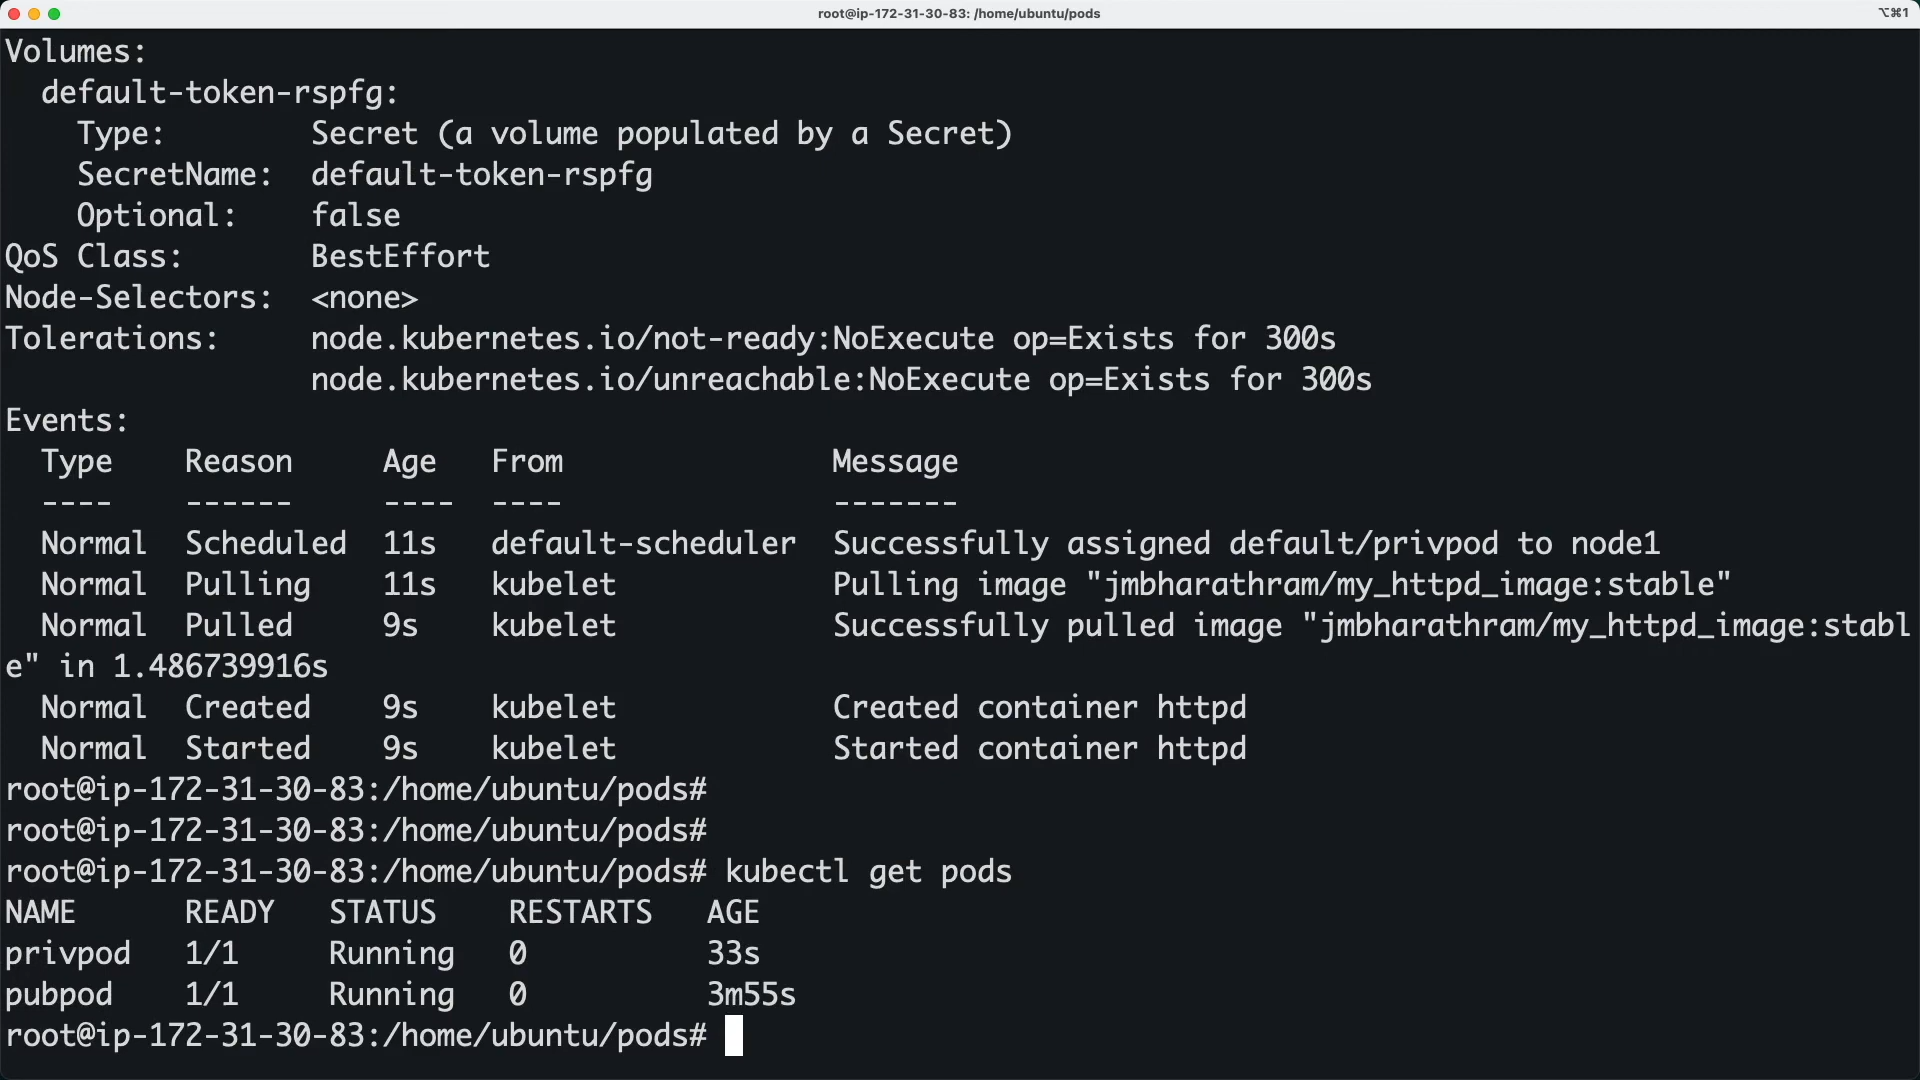 root@ip-172-31-30-83: /home/ubuntu/pods
⌥⌘1
Volumes:
  default-token-rspfg:
    Type:        Secret (a volume populated by a Secret)
    SecretName:  default-token-rspfg
    Optional:    false
QoS Class:       BestEffort
Node-Selectors:  <none>
Tolerations:     node.kubernetes.io/not-ready:NoExecute op=Exists for 300s
                 node.kubernetes.io/unreachable:NoExecute op=Exists for 300s
Events:
  Type    Reason     Age   From               Message
  ----    ------     ----  ----               -------
  Normal  Scheduled  11s   default-scheduler  Successfully assigned default/privpod to node1
  Normal  Pulling    11s   kubelet            Pulling image "jmbharathram/my_httpd_image:stable"
  Normal  Pulled     9s    kubelet            Successfully pulled image "jmbharathram/my_httpd_image:stabl
e" in 1.486739916s
  Normal  Created    9s    kubelet            Created container httpd
  Normal  Started    9s    kubelet            Started container httpd
root@ip-172-31-30-83:/home/ubuntu/pods#
root@ip-172-31-30-83:/home/ubuntu/pods#
root@ip-172-31-30-83:/home/ubuntu/pods# kubectl get pods
NAME      READY   STATUS    RESTARTS   AGE
privpod   1/1     Running   0          33s
pubpod    1/1     Running   0          3m55s
root@ip-172-31-30-83:/home/ubuntu/pods#